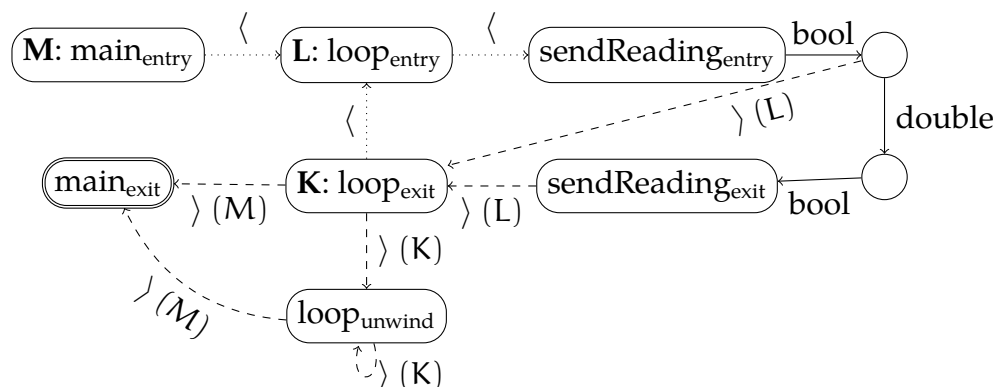 ⟨ ⟨
M: main_entry L: loop_entry sendReading_entry bool
⟨ ⟩ (L)
double
main_exit K: loop_exit sendReading_exit
⟩ (M) ⟩ (L) bool
⟩ (K)
⟩ (M) loop_unwind
⟩ (K)